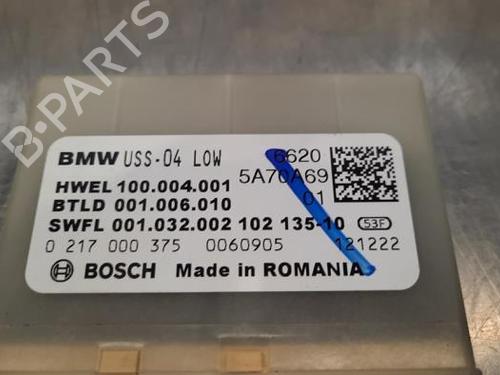 BMW USS-04 LOW 6620
HWEL 100.004.001 5A70A69
BTLD 001.006.010 01
SWFL 001.032.002 102 135-10 53F
0 217 000 375 0060905 121222
BOSCH Made in ROMANIA
B-PARTS